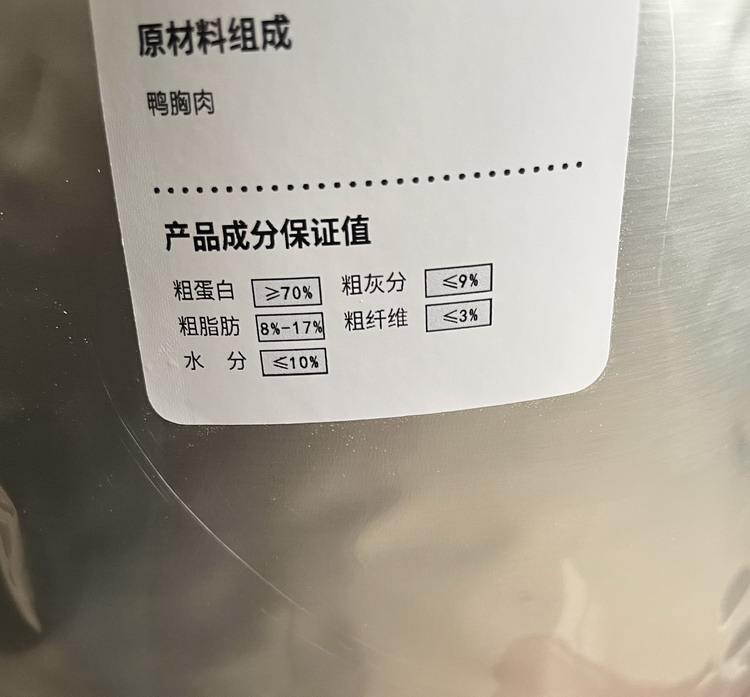 原材料组成
鸭胸肉
产品成分保证值
粗蛋白 ≥70% 粗灰分 ≤9%
粗脂肪 8%-17% 粗纤维 ≤3%
水 分 ≤10%